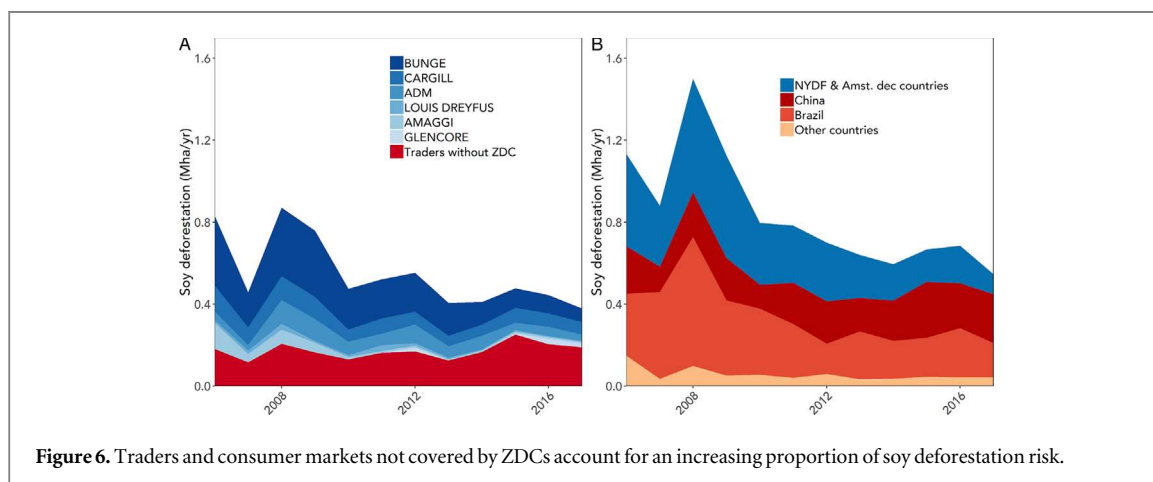 A
Soy deforestation (Mha/yr)
1.6
1.2
0.8
0.4
0.0
2008
2012
2016
BUNGE
CARGILL
ADM
LOUIS DREYFUS
AMAGGI
GLENCORE
Traders without ZDC
B
Soy deforestation (Mha/yr)
1.6
1.2
0.8
0.4
0.0
2008
2012
2016
NYDF & Amst. dec countries
China
Brazil
Other countries
Figure 6. Traders and consumer markets not covered by ZDCs account for an increasing proportion of soy deforestation risk.